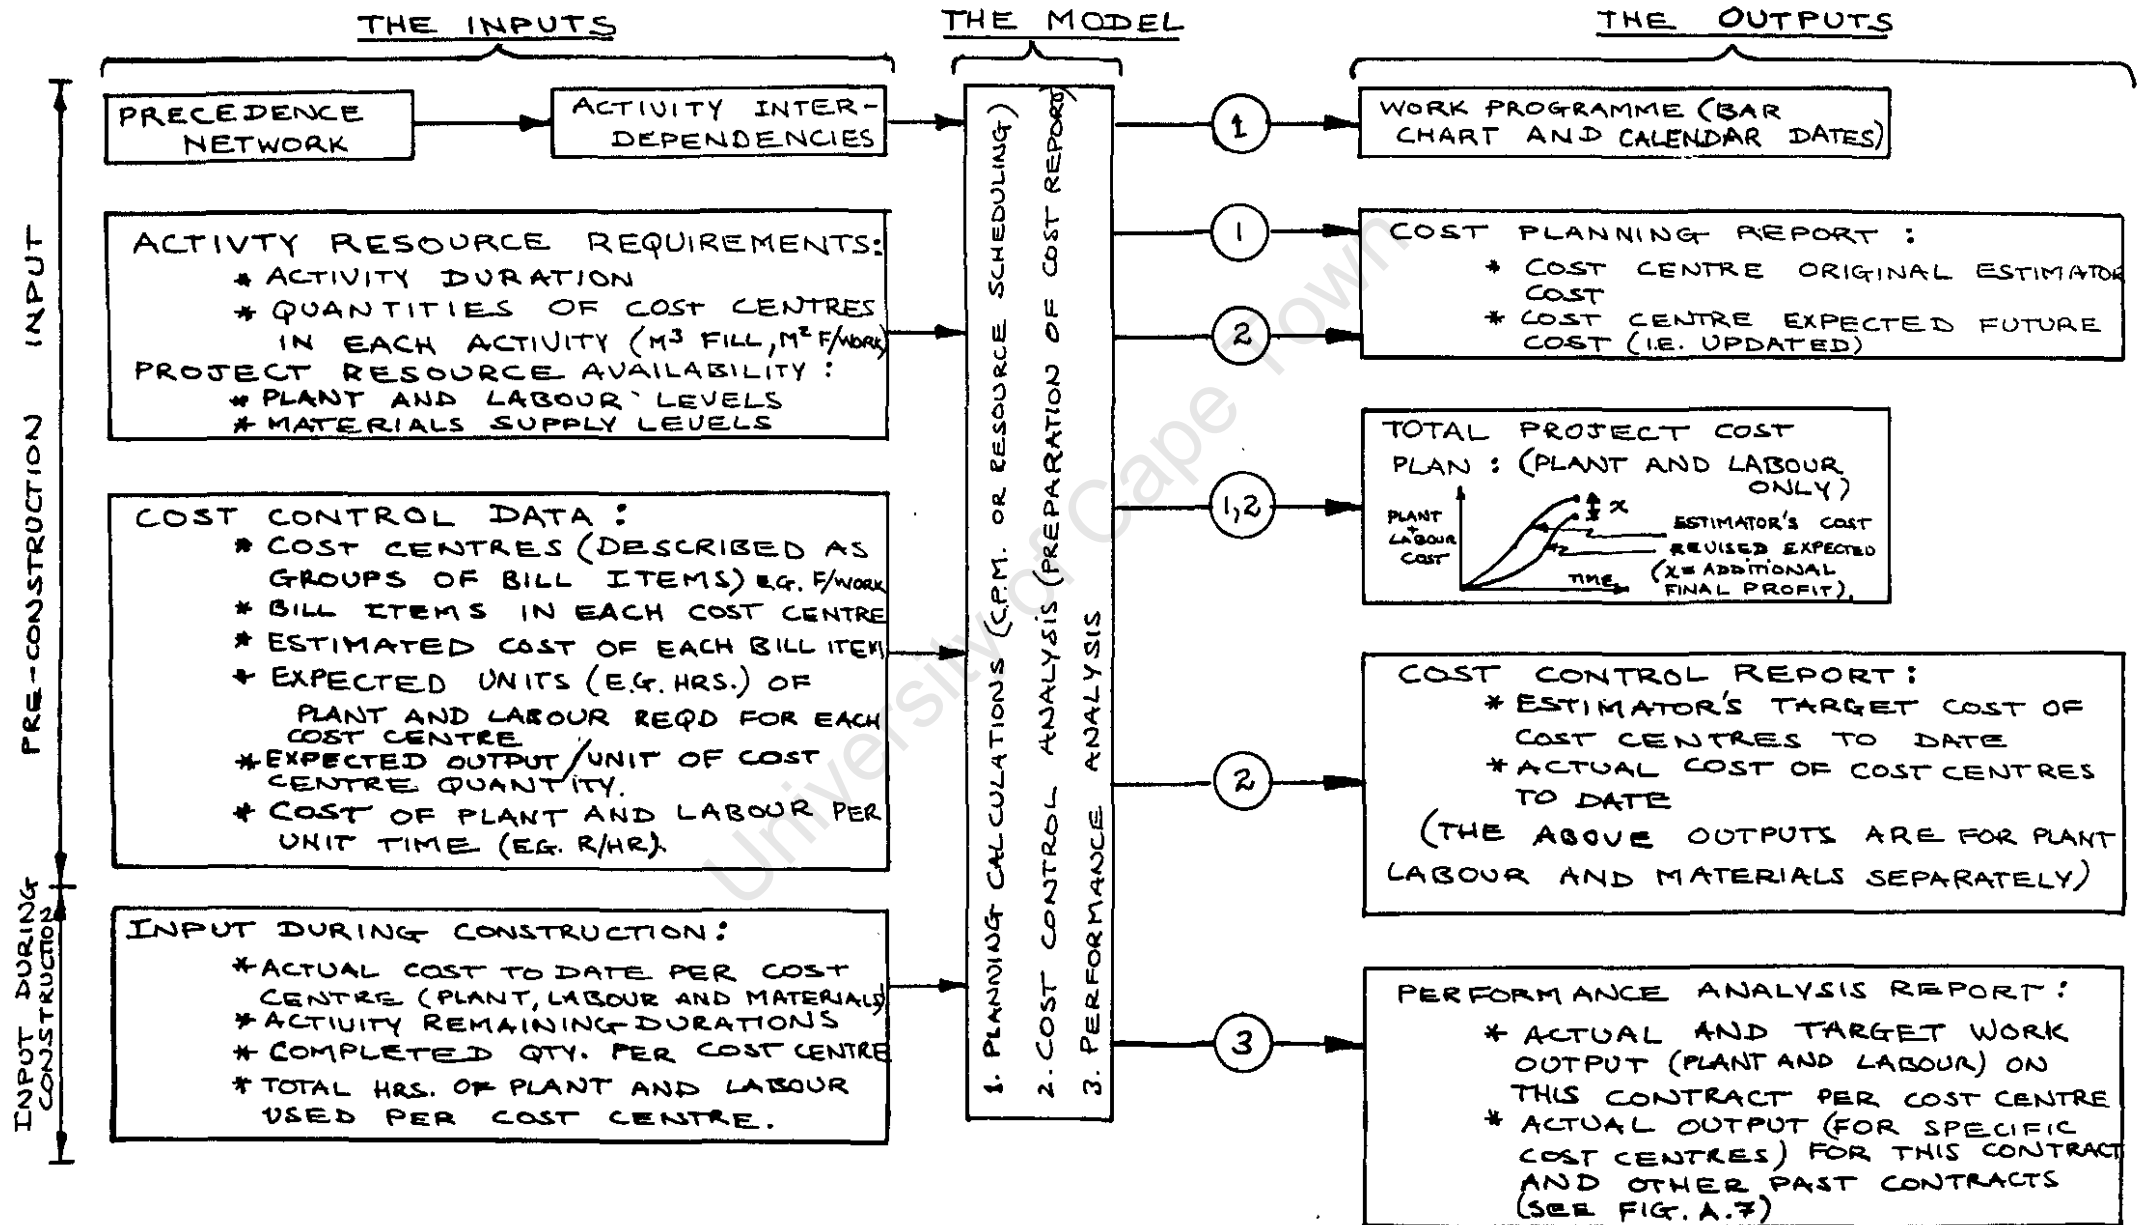 THE INPUTS
THE MODEL
THE OUTPUTS
PRE-CONSTRUCTION INPUT
INPUT DURING
CONSTRUCTION
PRECEDENCE
NETWORK
ACTIVITY INTER-
DEPENDENCIES
ACTIVTY RESOURCE REQUIREMENTS:
* ACTIVITY DURATION
* QUANTITIES OF COST CENTRES
IN EACH ACTIVITY (M³ FILL, M² F/WORK)
PROJECT RESOURCE AVAILABILITY :
* PLANT AND LABOUR LEVELS
* MATERIALS SUPPLY LEVELS
COST CONTROL DATA :
* COST CENTRES (DESCRIBED AS
GROUPS OF BILL ITEMS) E.G. F/WORK
* BILL ITEMS IN EACH COST CENTRE
* ESTIMATED COST OF EACH BILL ITEM
* EXPECTED UNITS (E.G. HRS.) OF
PLANT AND LABOUR REQD FOR EACH
COST CENTRE
* EXPECTED OUTPUT/UNIT OF COST
CENTRE QUANTITY.
* COST OF PLANT AND LABOUR PER
UNIT TIME (EG. R/HR).
INPUT DURING CONSTRUCTION:
* ACTUAL COST TO DATE PER COST
CENTRE (PLANT, LABOUR AND MATERIALS)
* ACTIVITY REMAINING DURATIONS
* COMPLETED QTY. PER COST CENTRE
* TOTAL HRS. OF PLANT AND LABOUR
USED PER COST CENTRE.
1. PLANNING CALCULATIONS (C.P.M. OR RESOURCE SCHEDULING)
2. COST CONTROL ANALYSIS (PREPARATION OF COST REPORT)
3. PERFORMANCE ANALYSIS
1
1
2
1,2
2
3
WORK PROGRAMME (BAR
CHART AND CALENDAR DATES)
COST PLANNING REPORT :
* COST CENTRE ORIGINAL ESTIMATOR
COST
* COST CENTRE EXPECTED FUTURE
COST (I.E. UPDATED)
TOTAL PROJECT COST
PLAN : (PLANT AND LABOUR
ONLY)
PLANT
+
LABOUR
COST
x
TIME
ESTIMATOR'S COST
REVISED EXPECTED
(X = ADDITIONAL
FINAL PROFIT).
COST CONTROL REPORT:
* ESTIMATOR'S TARGET COST OF
COST CENTRES TO DATE
* ACTUAL COST OF COST CENTRES
TO DATE
(THE ABOVE OUTPUTS ARE FOR PLANT
LABOUR AND MATERIALS SEPARATELY)
PERFORMANCE ANALYSIS REPORT:
* ACTUAL AND TARGET WORK
OUTPUT (PLANT AND LABOUR) ON
THIS CONTRACT PER COST CENTRE
* ACTUAL OUTPUT (FOR SPECIFIC
COST CENTRES) FOR THIS CONTRACT
AND OTHER PAST CONTRACTS
(SEE FIG. A.7)
University of Cape Town